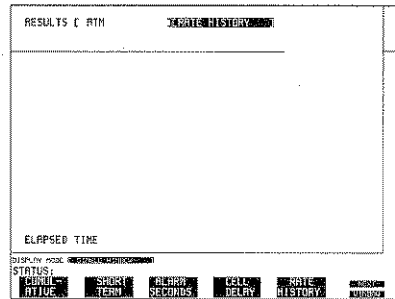 RESULTS [ ATM ][ RATE HISTORY ]
ELAPSED TIME
DISPLAY MODE
STATUS:
CUMUL- SHORT ALARM CELL RATE
ATIVE TERM SECONDS DELAY HISTORY WINDOW